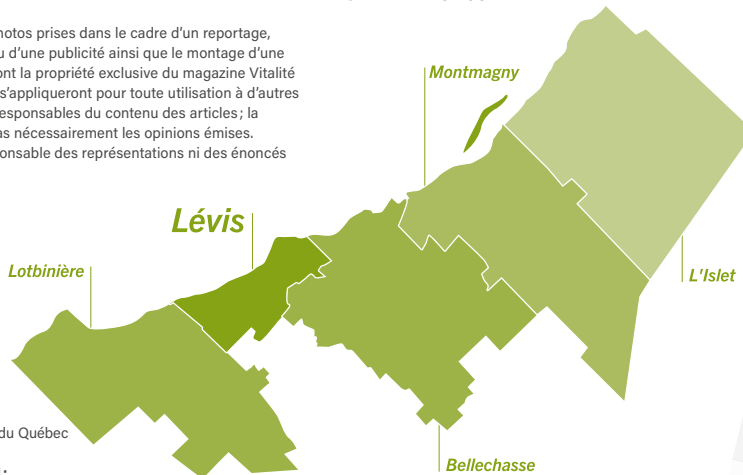 hotos prises dans le cadre d'un reportage,
u d'une publicité ainsi que le montage d'une
ont la propriété exclusive du magazine Vitalité
s'appliqueront pour toute utilisation à d'autres
esponsables du contenu des articles; la
as nécessairement les opinions émises.
onsable des représentations ni des énoncés
Montmagny
Lévis
Lotbinière
L'Islet
du Québec
Bellechasse